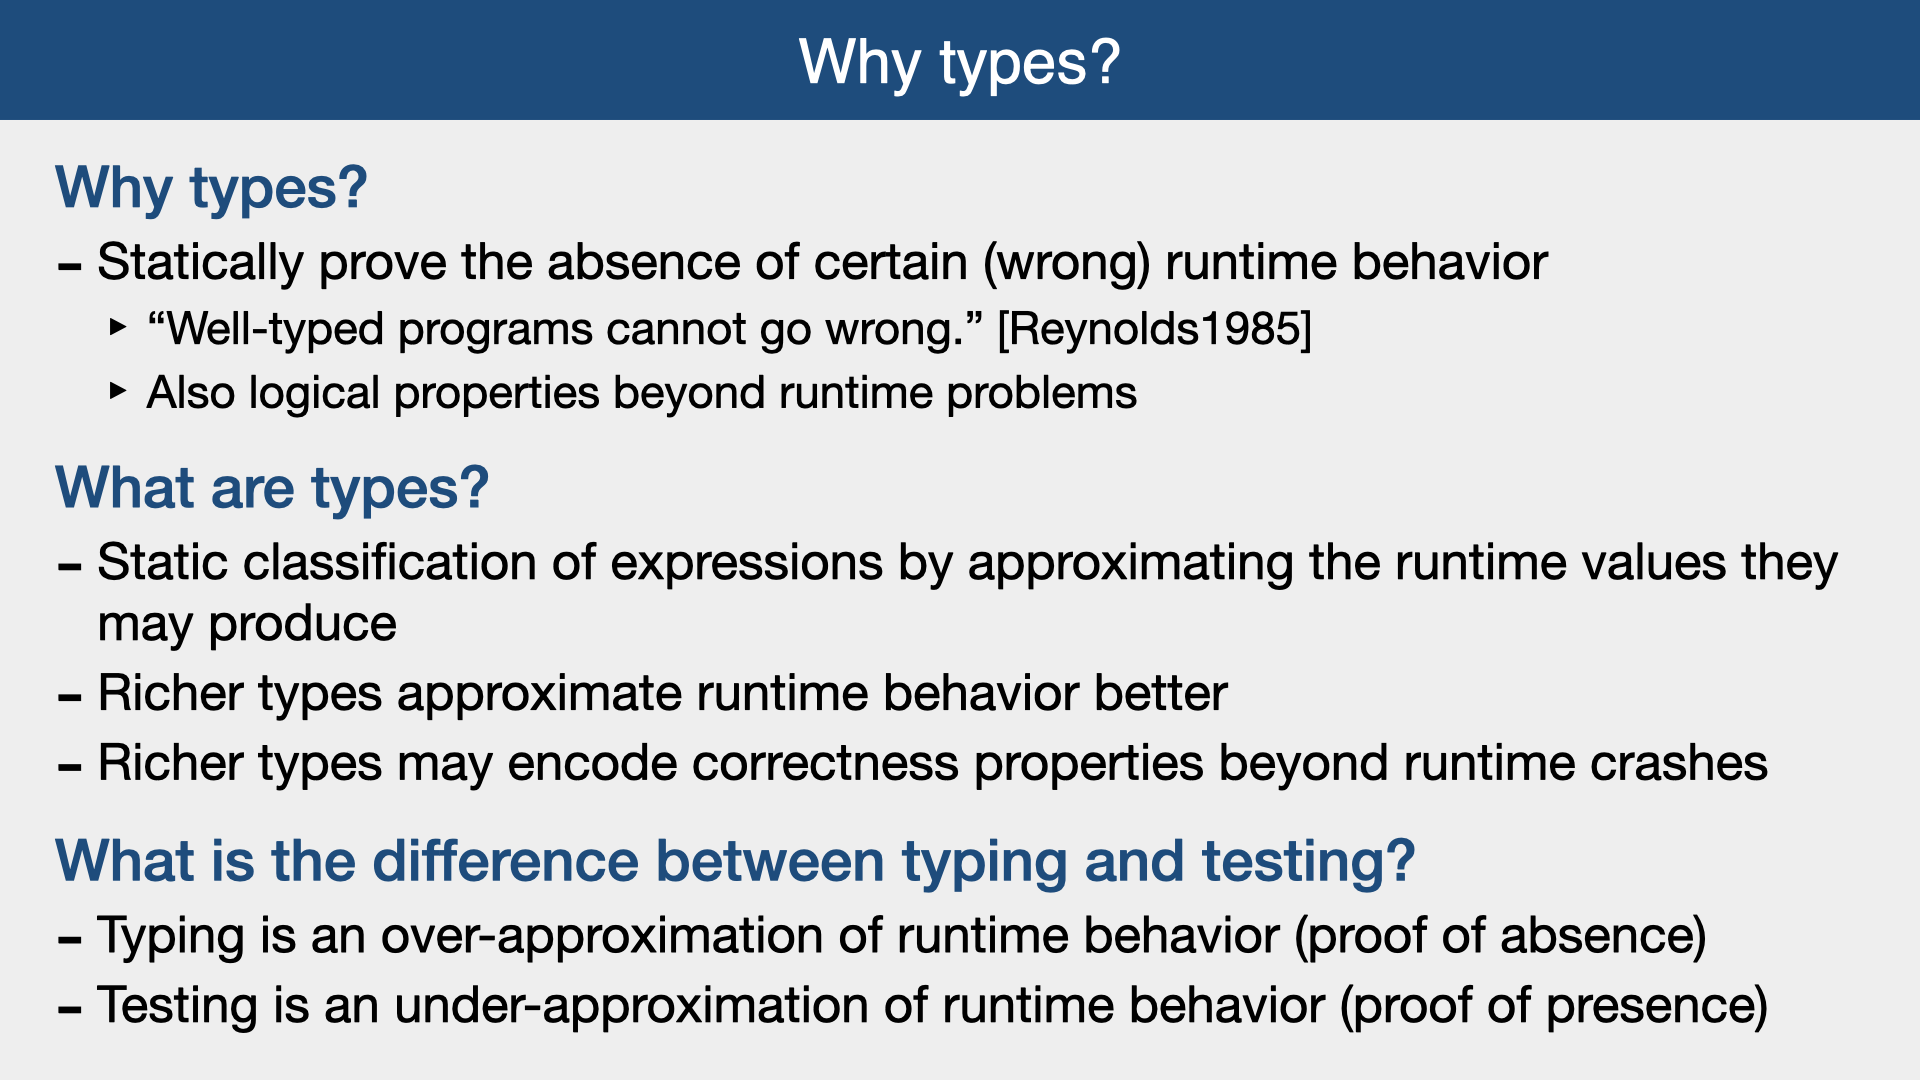 Why types?
Why types?
- Statically prove the absence of certain (wrong) runtime behavior
‣ “Well-typed programs cannot go wrong.” [Reynolds1985]
‣ Also logical properties beyond runtime problems
What are types?
- Static classification of expressions by approximating the runtime values they
may produce
- Richer types approximate runtime behavior better
- Richer types may encode correctness properties beyond runtime crashes
What is the difference between typing and testing?
- Typing is an over-approximation of runtime behavior (proof of absence)
- Testing is an under-approximation of runtime behavior (proof of presence)